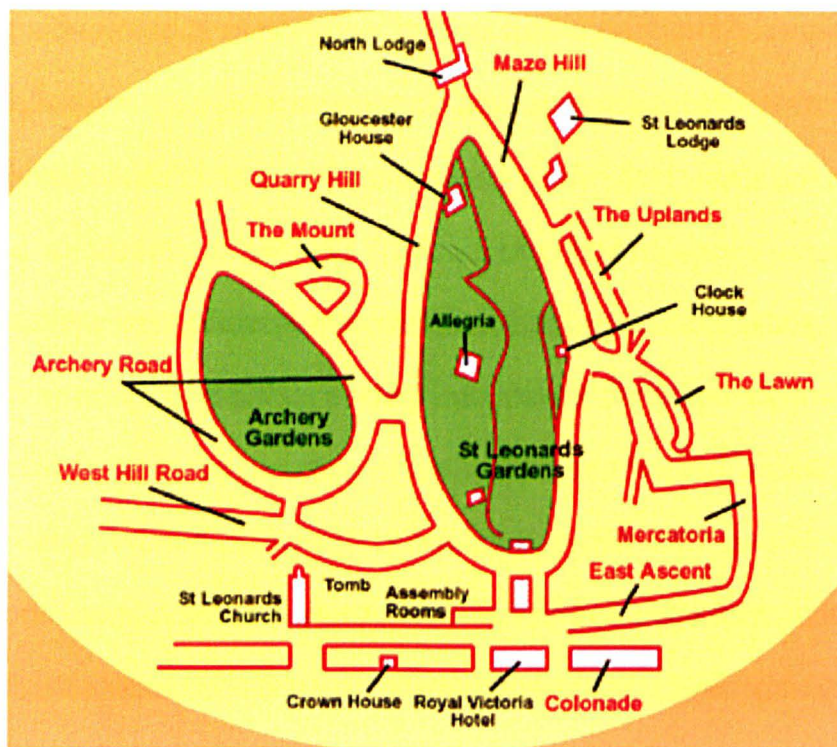 North Lodge
Maze Hill
Gloucester
House
St Leonards
Lodge
Quarry Hill
The Mount
The Uplands
Clock
House
Allegria
Archery Road
The Lawn
Archery
Gardens
St Leonards
Gardens
West Hill Road
Mercatoria
East Ascent
Tomb
Assembly
Rooms
St Leonards
Church
Crown House
Royal Victoria
Hotel
Colonade